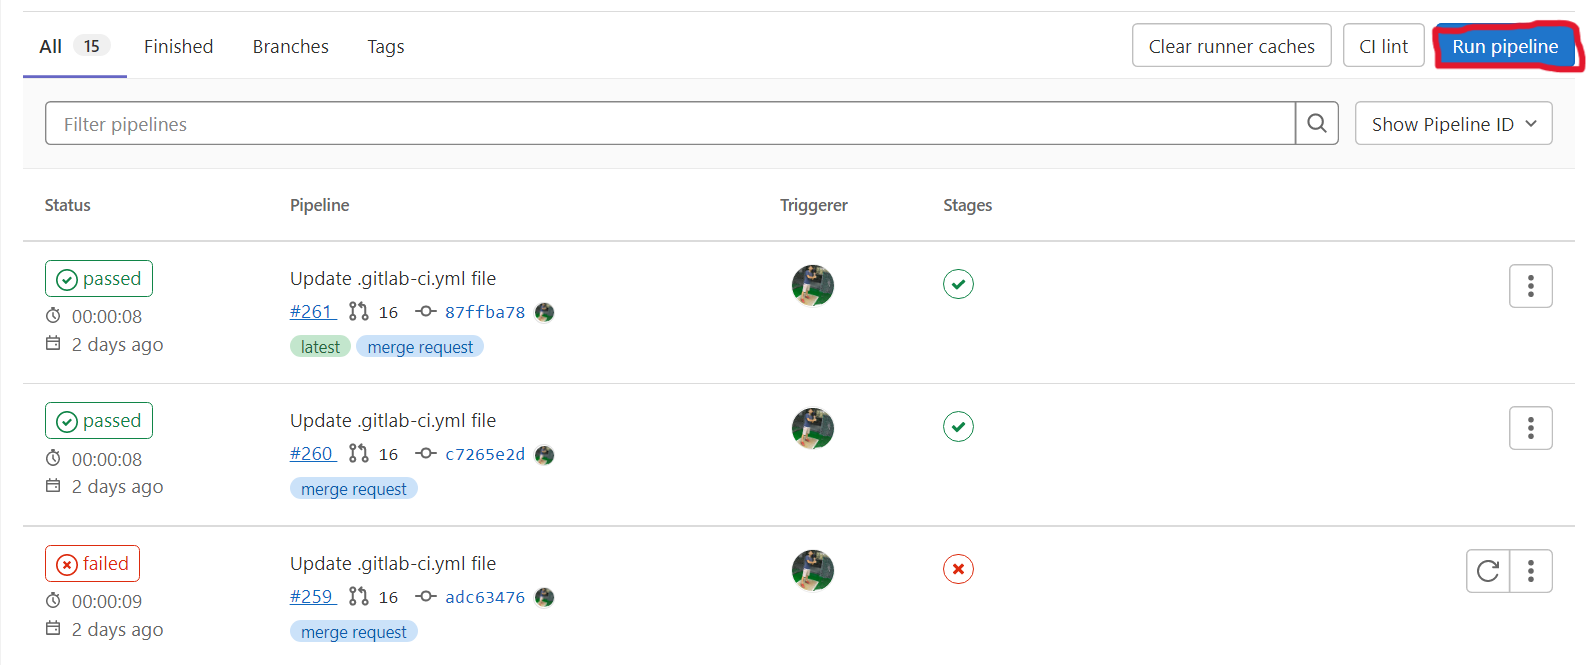 All 15 Finished Branches Tags Clear runner caches CI lint Run pipeline
Filter pipelines Show Pipeline ID
Status Pipeline Triggerer Stages
passed Update .gitlab-ci.yml file
00:00:08 #261 16 87ffba78
2 days ago latest merge request
passed Update .gitlab-ci.yml file
00:00:08 #260 16 c7265e2d
2 days ago merge request
failed Update .gitlab-ci.yml file
00:00:09 #259 16 adc63476
2 days ago merge request